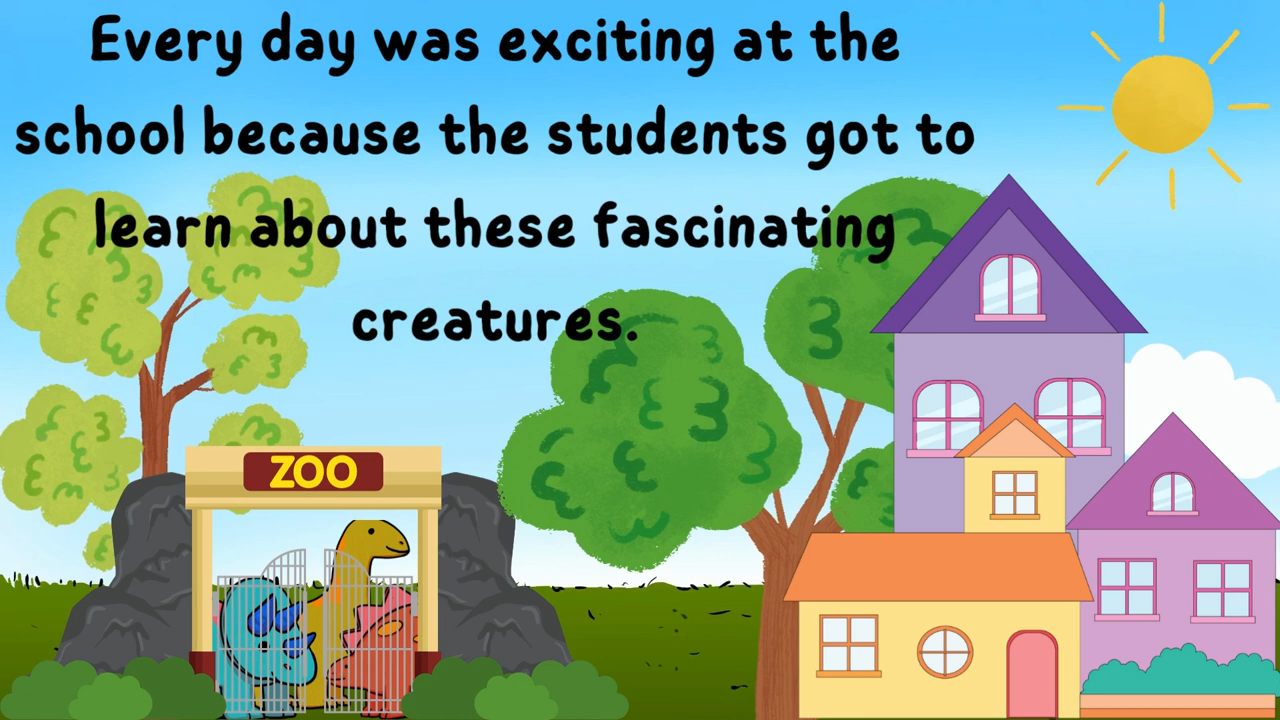 Every day was exciting at the
school because the students got to
learn about these fascinating
creatures.
ZOO